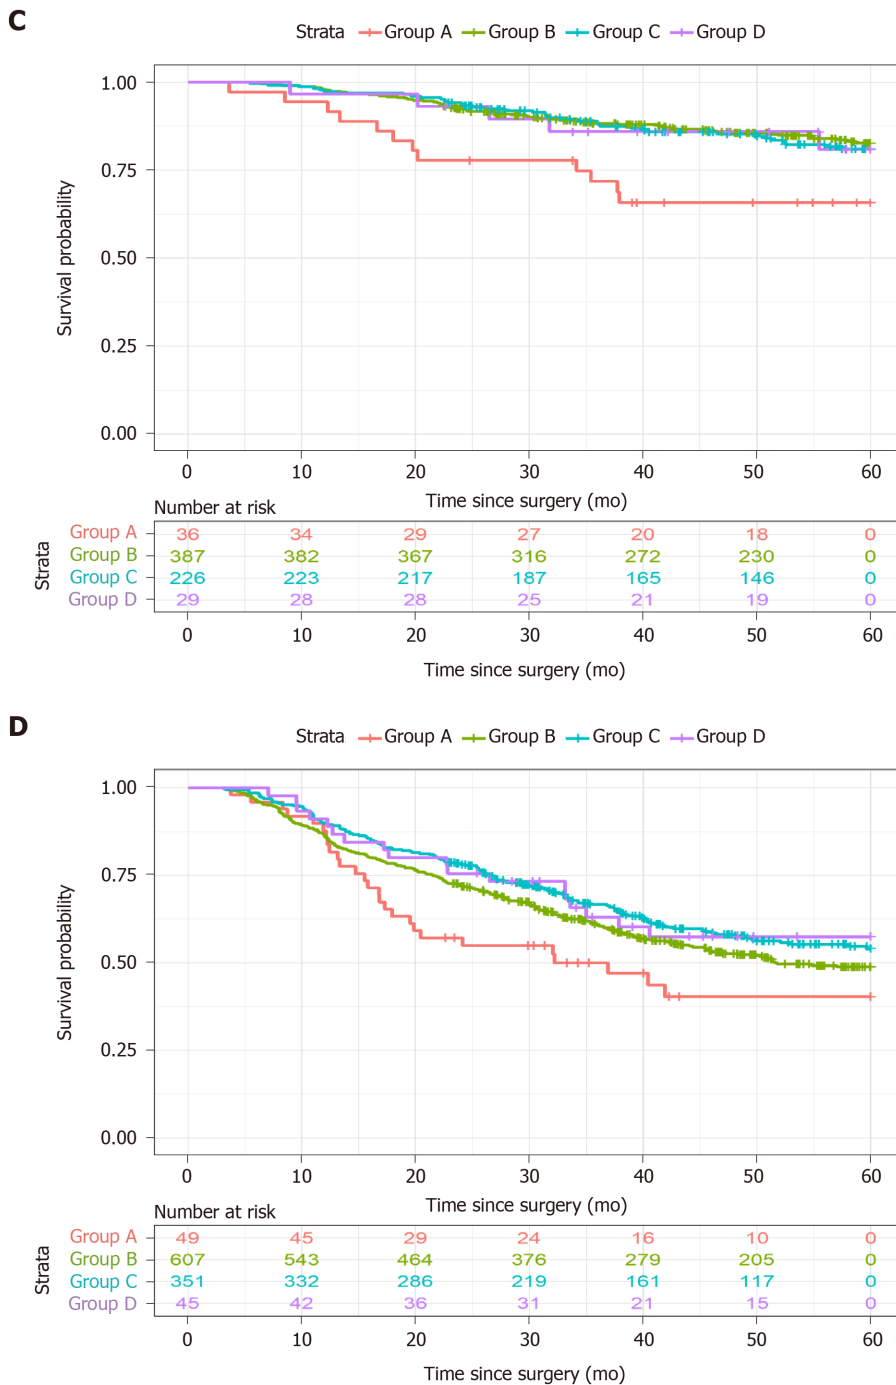 C
Strata Group A Group B Group C Group D
1.00
0.75
0.50
0.25
0.00
Survival probability
0 10 20 30 40 50 60
Time since surgery (mo)
Number at risk
Strata
Group A 36 34 29 27 20 18 0
Group B 387 382 367 316 272 230 0
Group C 226 223 217 187 165 146 0
Group D 29 28 28 25 21 19 0
0 10 20 30 40 50 60
Time since surgery (mo)
D
Strata Group A Group B Group C Group D
1.00
0.75
0.50
0.25
0.00
Survival probability
0 10 20 30 40 50 60
Time since surgery (mo)
Number at risk
Strata
Group A 49 45 29 24 16 10 0
Group B 607 543 464 376 279 205 0
Group C 351 332 286 219 161 117 0
Group D 45 42 36 31 21 15 0
0 10 20 30 40 50 60
Time since surgery (mo)